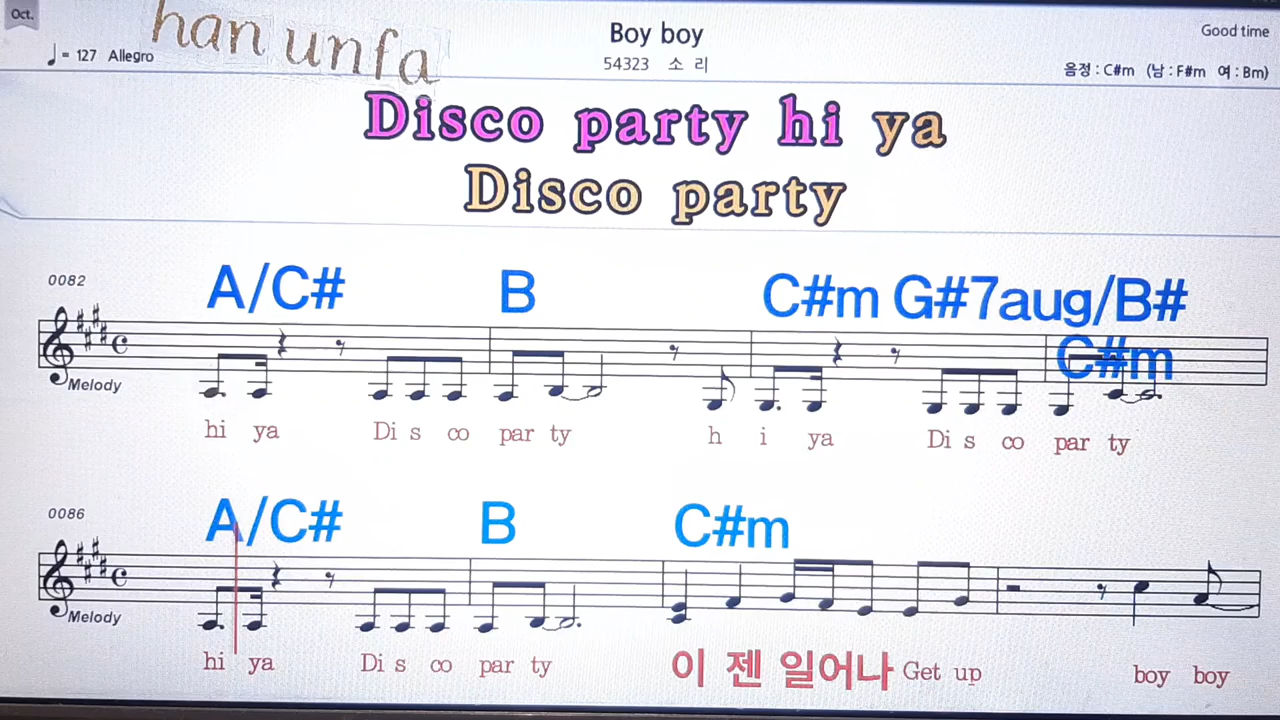 Oct.
han unfa
♩ = 127 Allegro
Boy boy
54323 소 리
Good time
음정 : C#m (남 : F#m 여 : Bm)
Disco party hi ya
Disco party
0082
A/C# B C#m G#7aug/B#
C#m
Melody
hi ya Di s co par ty h i ya Di s co par ty
0086
A/C# B C#m
Melody
hi ya Di s co par ty 이 젠 일어나 Get up boy boy